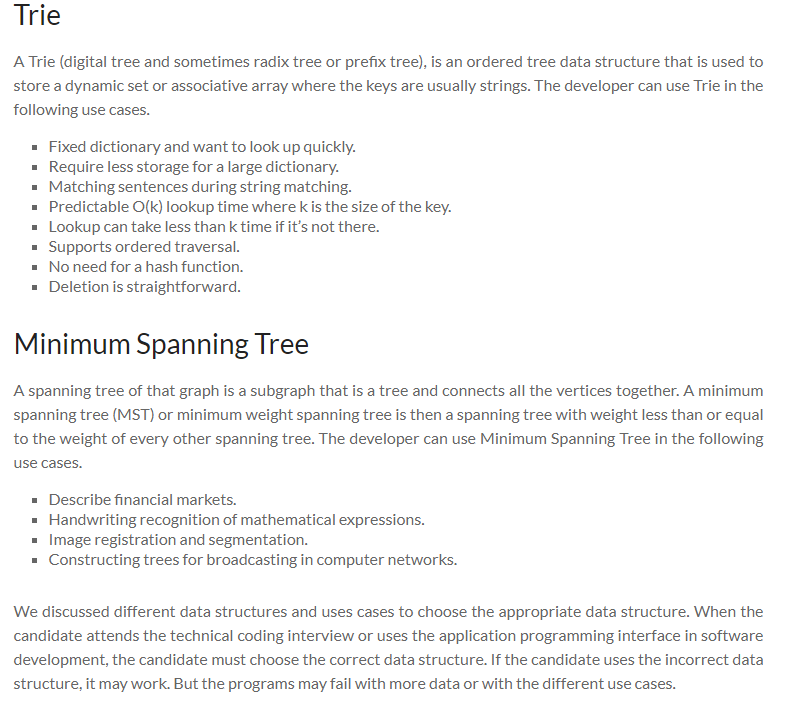 Trie
A Trie (digital tree and sometimes radix tree or prefix tree), is an ordered tree data structure that is used to
store a dynamic set or associative array where the keys are usually strings. The developer can use Trie in the
following use cases.
▪ Fixed dictionary and want to look up quickly.
▪ Require less storage for a large dictionary.
▪ Matching sentences during string matching.
▪ Predictable O(k) lookup time where k is the size of the key.
▪ Lookup can take less than k time if it’s not there.
▪ Supports ordered traversal.
▪ No need for a hash function.
▪ Deletion is straightforward.
Minimum Spanning Tree
A spanning tree of that graph is a subgraph that is a tree and connects all the vertices together. A minimum
spanning tree (MST) or minimum weight spanning tree is then a spanning tree with weight less than or equal
to the weight of every other spanning tree. The developer can use Minimum Spanning Tree in the following
use cases.
▪ Describe financial markets.
▪ Handwriting recognition of mathematical expressions.
▪ Image registration and segmentation.
▪ Constructing trees for broadcasting in computer networks.
We discussed different data structures and uses cases to choose the appropriate data structure. When the
candidate attends the technical coding interview or uses the application programming interface in software
development, the candidate must choose the correct data structure. If the candidate uses the incorrect data
structure, it may work. But the programs may fail with more data or with the different use cases.